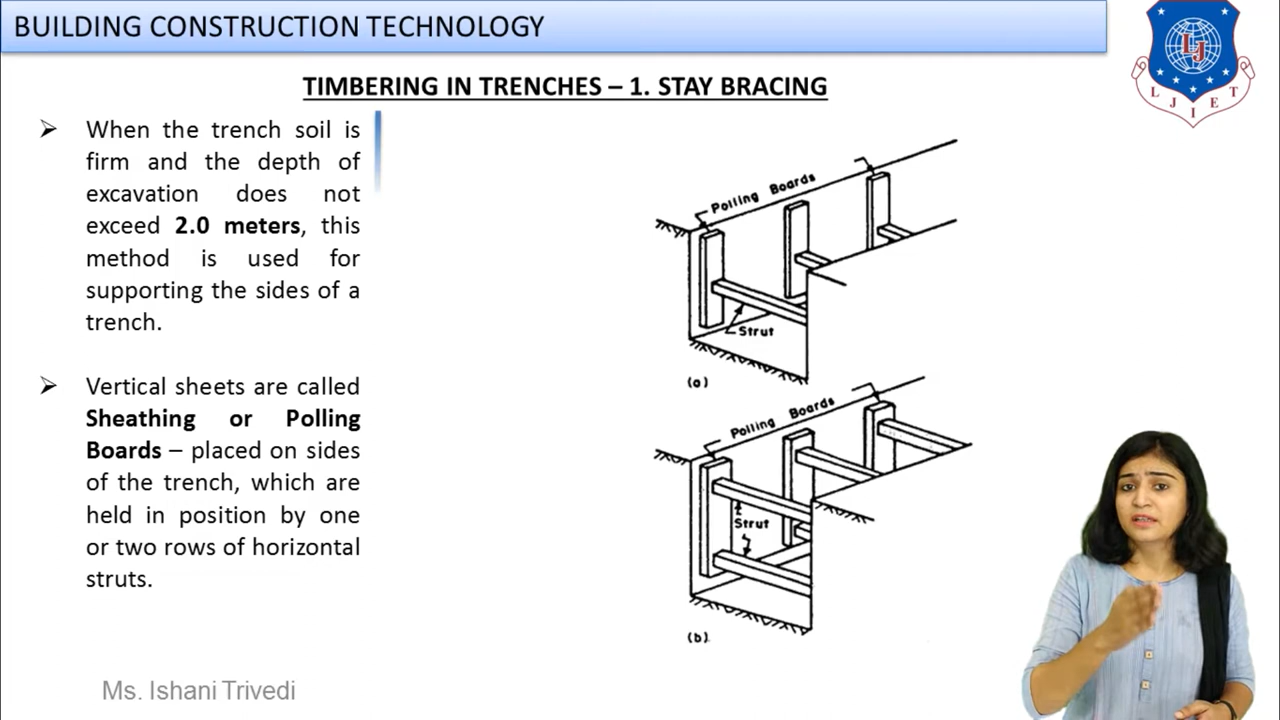 BUILDING CONSTRUCTION TECHNOLOGY
LJIET
TIMBERING IN TRENCHES – 1. STAY BRACING
➢ When the trench soil is
firm and the depth of
excavation does not
exceed 2.0 meters, this
method is used for
supporting the sides of a
trench.
➢ Vertical sheets are called
Sheathing or Polling
Boards – placed on sides
of the trench, which are
held in position by one
or two rows of horizontal
struts.
Polling Boards
Strut
(a)
Polling Boards
Strut
(b)
Ms. Ishani Trivedi